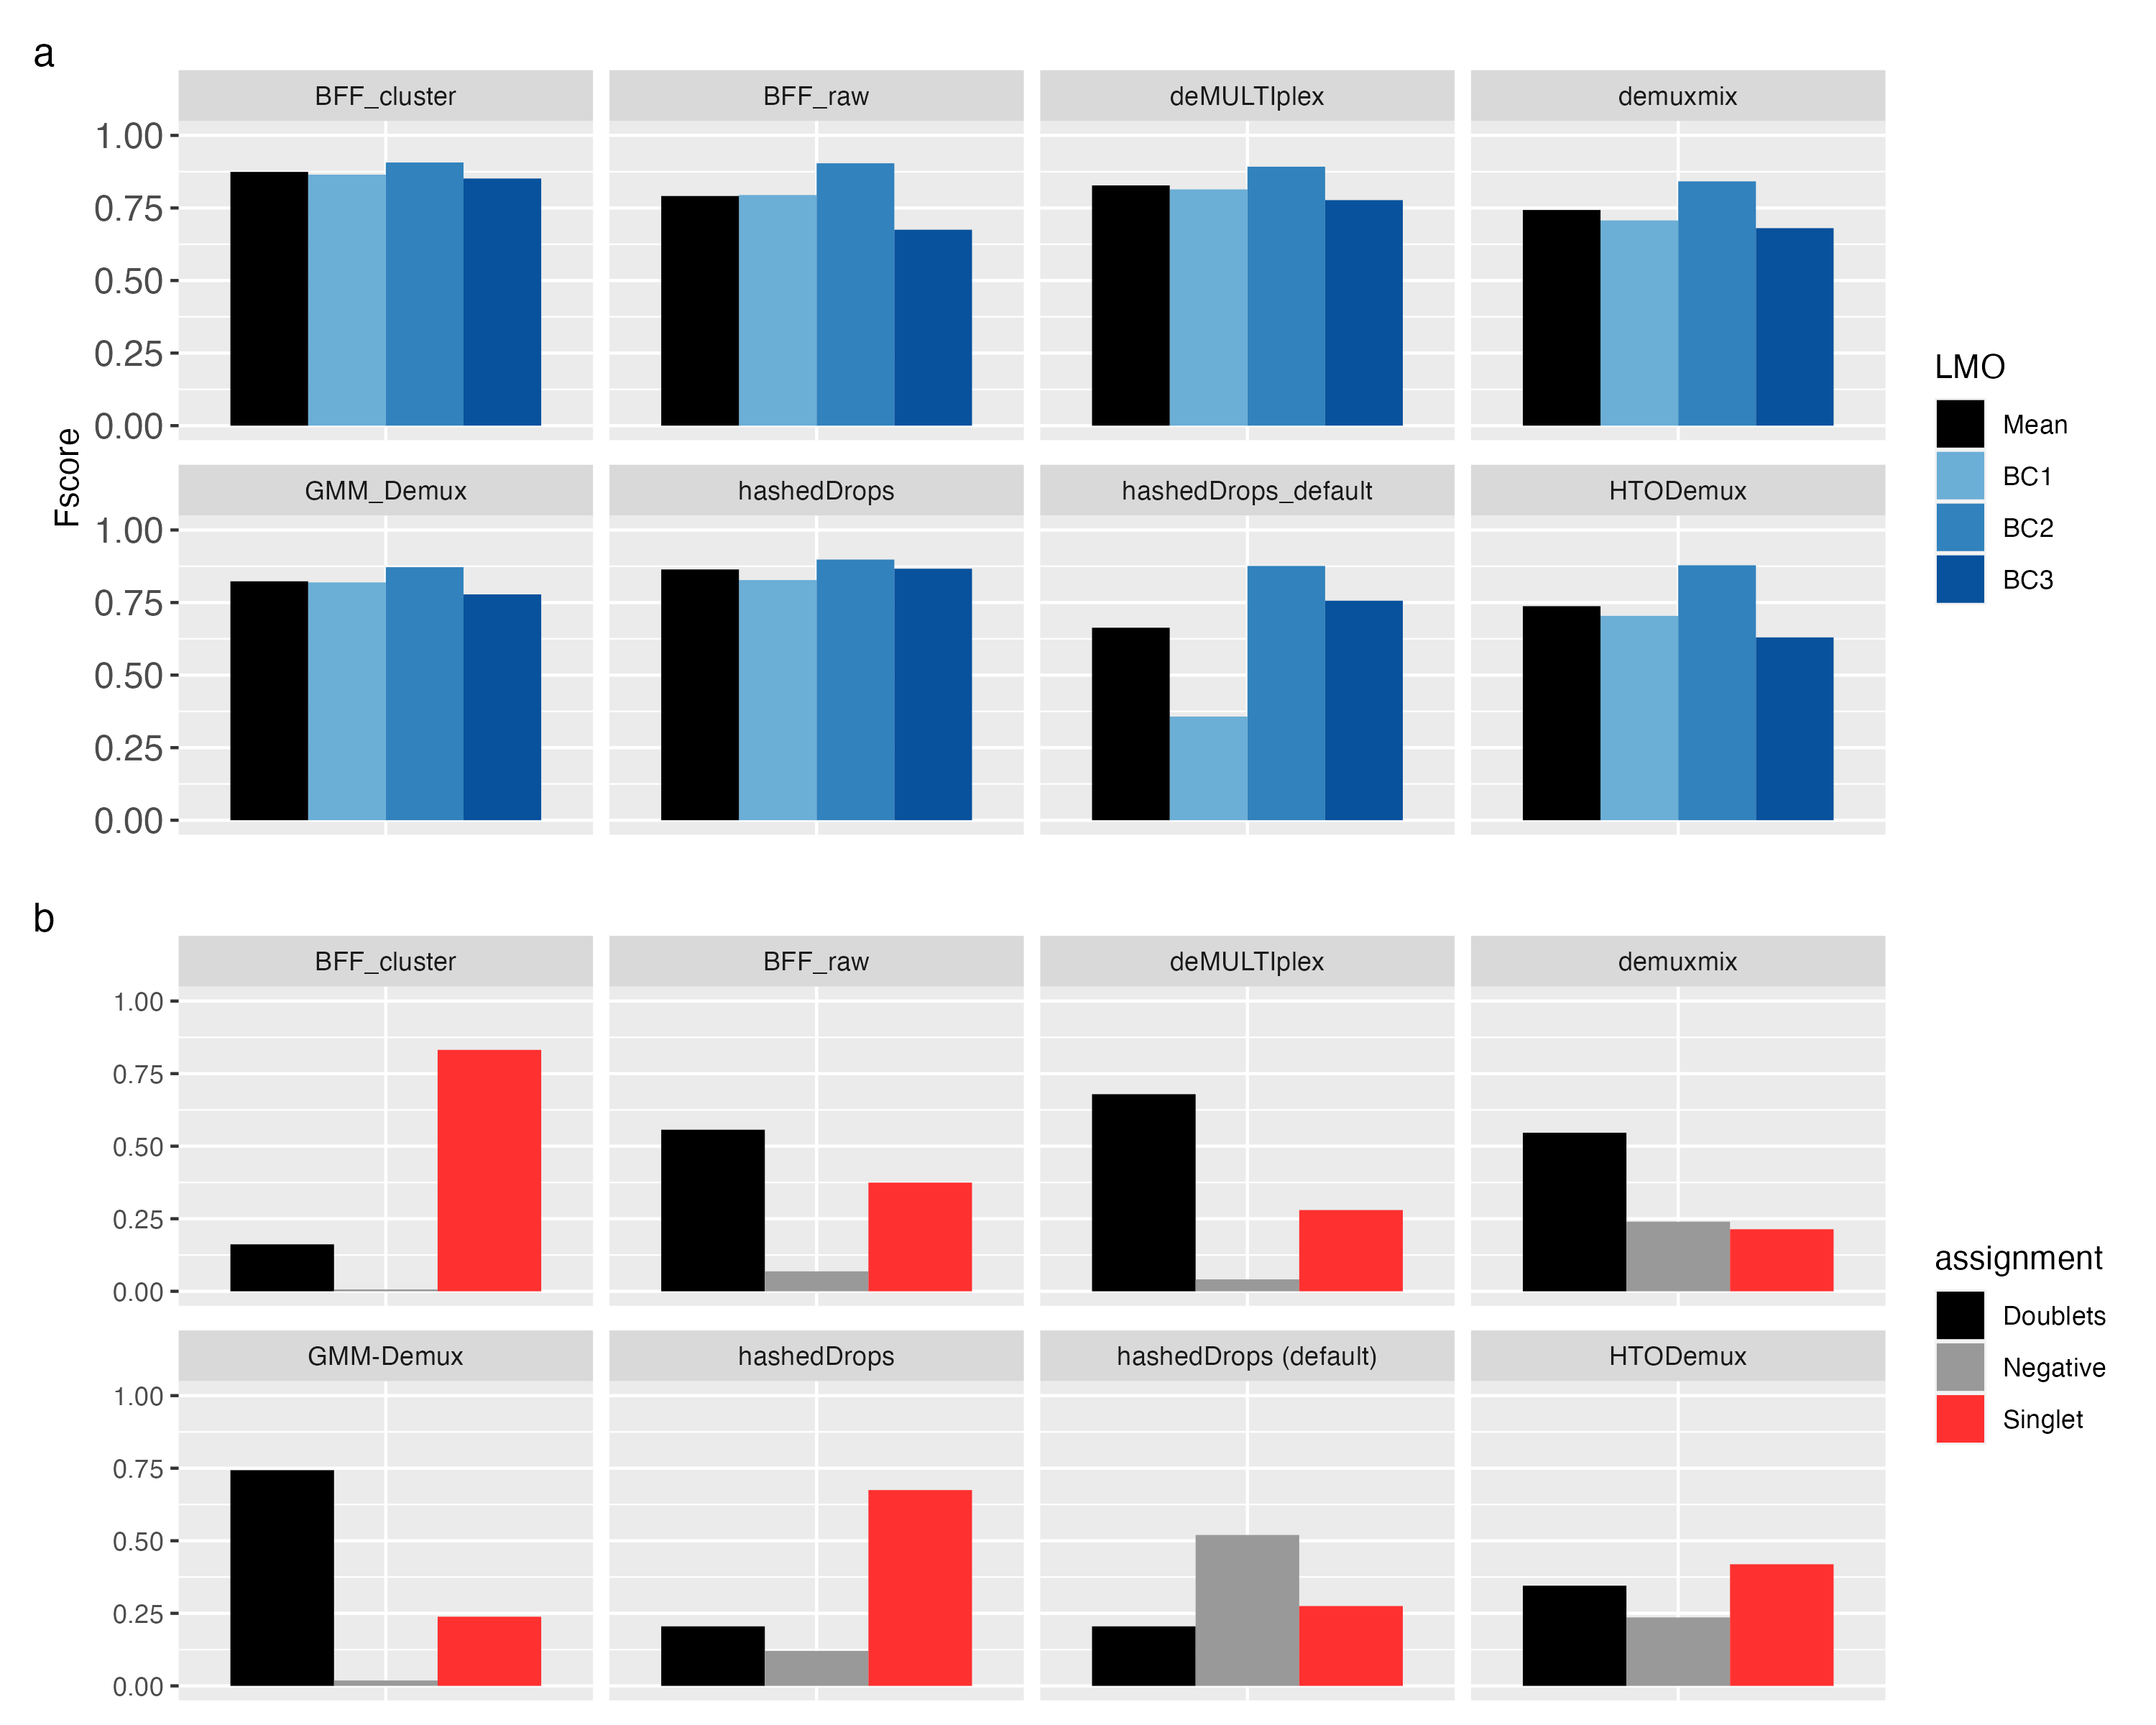 a
BFF_cluster BFF_raw deMULTIplex demuxmix
1.00
0.75
0.50
0.25
0.00
Fscore
GMM_Demux hashedDrops hashedDrops_default HTODemux
1.00
0.75
0.50
0.25
0.00
LMO
Mean
BC1
BC2
BC3
b
BFF_cluster BFF_raw deMULTIplex demuxmix
1.00
0.75
0.50
0.25
0.00
GMM-Demux hashedDrops hashedDrops (default) HTODemux
1.00
0.75
0.50
0.25
0.00
assignment
Doublets
Negative
Singlet